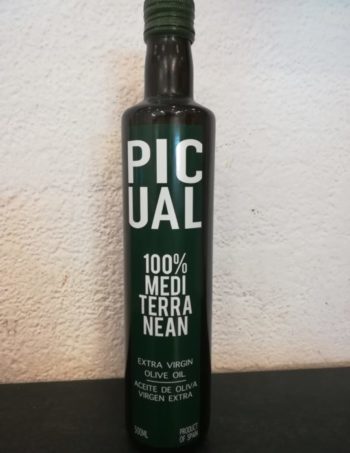 PIC
UAL
100%
MEDI
TERRA
NEAN
EXTRA VIRGIN
OLIVE OIL
ACEITE DE OLIVA
VIRGEN EXTRA
500ML
PRODUCT
OF SPAIN